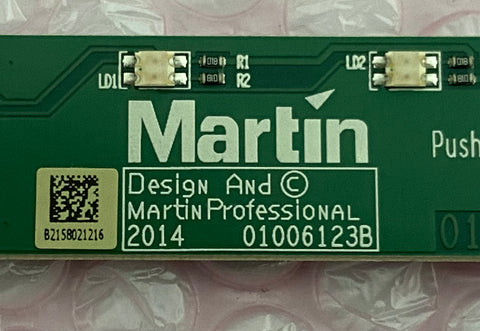 LD1
R1
R2
LD2
Martin
Push
Design And ©
Martin Professional
2014 01006123B
B2158021216
01